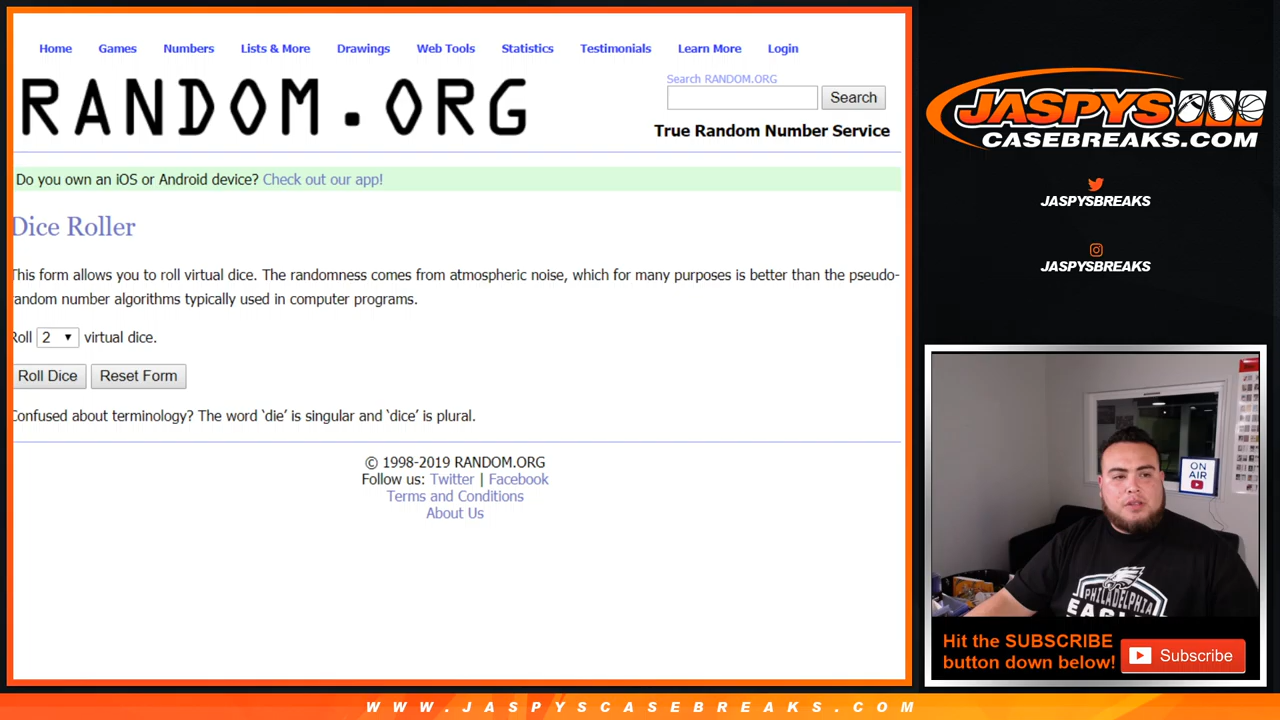 Home Games Numbers Lists & More Drawings Web Tools Statistics Testimonials Learn More Login
RANDOM.ORG
Search RANDOM.ORG
Search
True Random Number Service
Do you own an iOS or Android device? Check out our app!
Dice Roller
This form allows you to roll virtual dice. The randomness comes from atmospheric noise, which for many purposes is better than the pseudo-
random number algorithms typically used in computer programs.
Roll 2 virtual dice.
Roll Dice Reset Form
Confused about terminology? The word ‘die’ is singular and ‘dice’ is plural.
© 1998-2019 RANDOM.ORG
Follow us: Twitter | Facebook
Terms and Conditions
About Us
JASPYS
CASEBREAKS.COM
JASPYSBREAKS
JASPYSBREAKS
ON
AIR
PHILADELPHIA
EAGLES
Hit the SUBSCRIBE
button down below!
Subscribe
WWW.JASPYSCASEBREAKS.COM